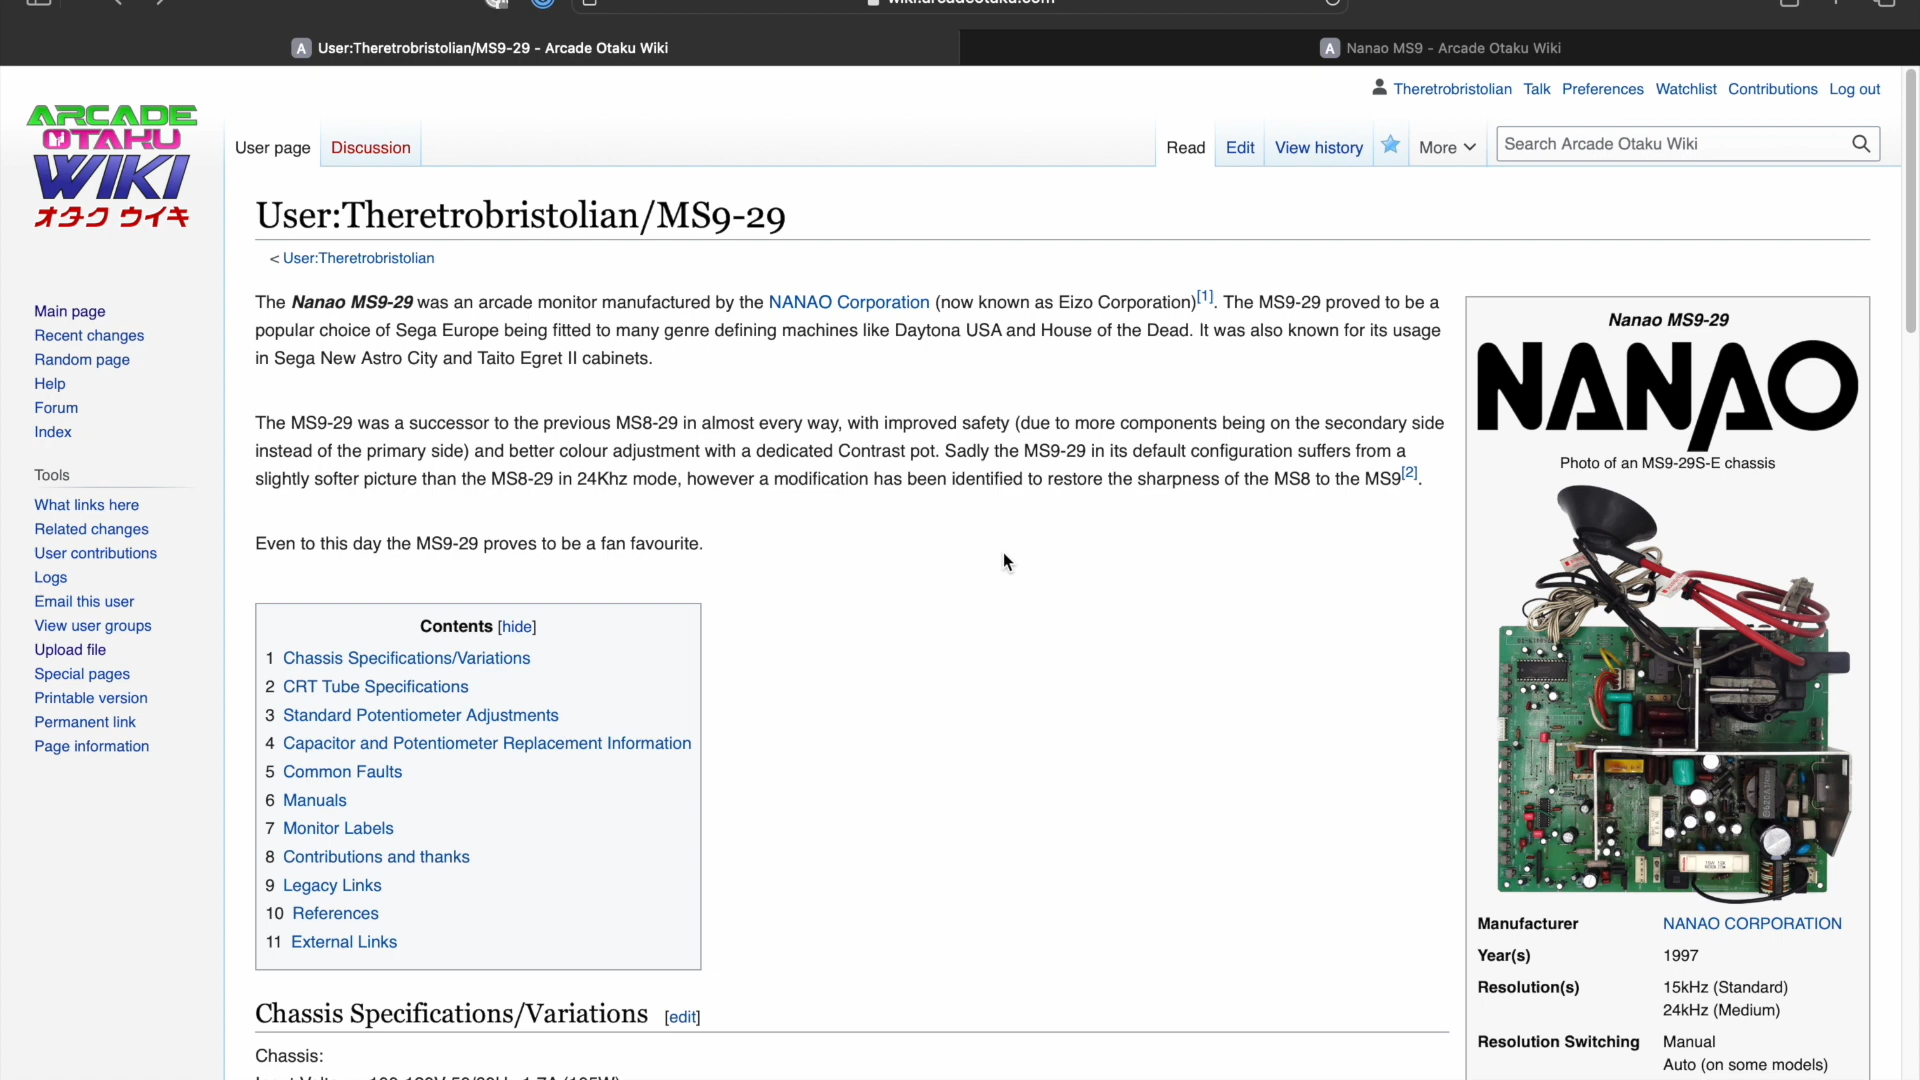 User:Theretrobristolian/MS9-29 - Arcade Otaku Wiki
Nanao MS9 - Arcade Otaku Wiki
Theretrobristolian Talk Preferences Watchlist Contributions Log out
ARCADE
OTAKU
WIKI
オタク ウイキ
User page Discussion Read Edit View history More Search Arcade Otaku Wiki
User:Theretrobristolian/MS9-29
< User:Theretrobristolian
The Nanao MS9-29 was an arcade monitor manufactured by the NANAO Corporation (now known as Eizo Corporation)[1]. The MS9-29 proved to be a
popular choice of Sega Europe being fitted to many genre defining machines like Daytona USA and House of the Dead. It was also known for its usage
in Sega New Astro City and Taito Egret II cabinets.
The MS9-29 was a successor to the previous MS8-29 in almost every way, with improved safety (due to more components being on the secondary side
instead of the primary side) and better colour adjustment with a dedicated Contrast pot. Sadly the MS9-29 in its default configuration suffers from a
slightly softer picture than the MS8-29 in 24Khz mode, however a modification has been identified to restore the sharpness of the MS8 to the MS9[2].
Even to this day the MS9-29 proves to be a fan favourite.
Main page
Recent changes
Random page
Help
Forum
Index
Tools
What links here
Related changes
User contributions
Logs
Email this user
View user groups
Upload file
Special pages
Printable version
Permanent link
Page information
Contents [hide]
1 Chassis Specifications/Variations
2 CRT Tube Specifications
3 Standard Potentiometer Adjustments
4 Capacitor and Potentiometer Replacement Information
5 Common Faults
6 Manuals
7 Monitor Labels
8 Contributions and thanks
9 Legacy Links
10 References
11 External Links
Chassis Specifications/Variations [edit]
Chassis:
Nanao MS9-29
NANAO
Photo of an MS9-29S-E chassis
Manufacturer NANAO CORPORATION
Year(s) 1997
Resolution(s) 15kHz (Standard)
24kHz (Medium)
Resolution Switching Manual
Auto (on some models)